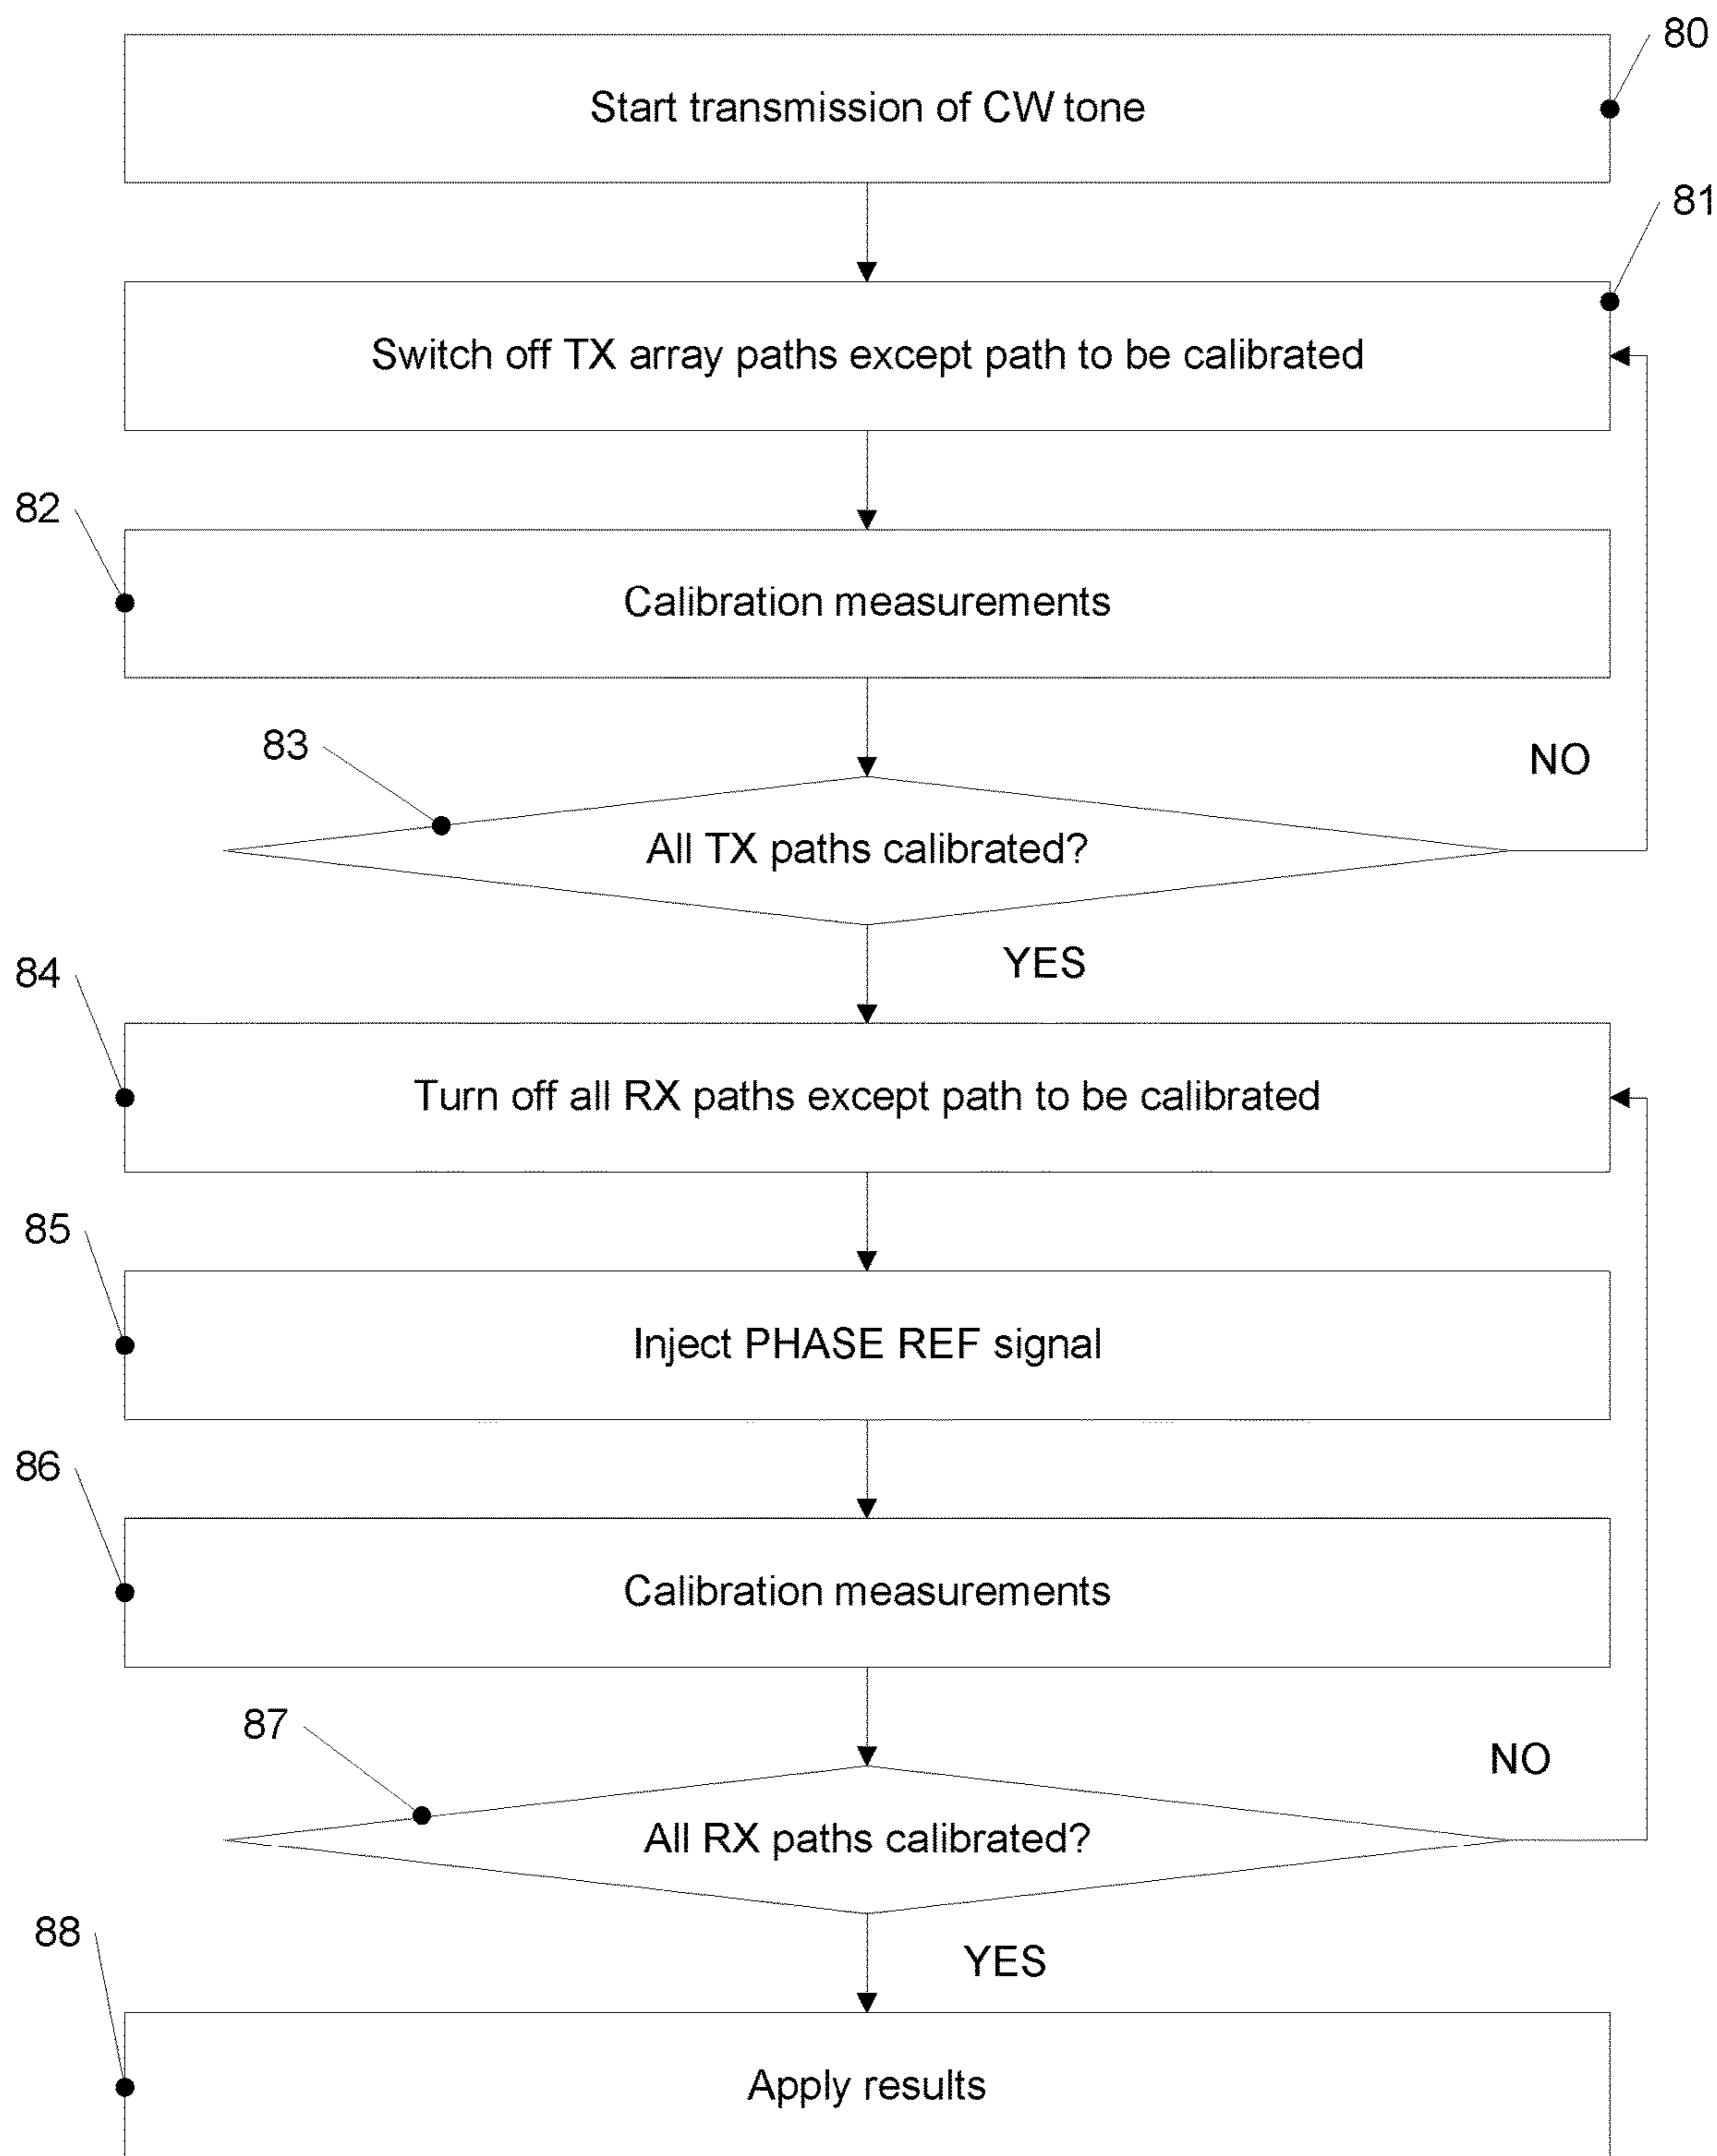 80
Start transmission of CW tone
81
Switch off TX array paths except path to be calibrated
82
Calibration measurements
83
NO
All TX paths calibrated?
YES
84
Turn off all RX paths except path to be calibrated
85
Inject PHASE REF signal
86
Calibration measurements
87
NO
All RX paths calibrated?
YES
88
Apply results